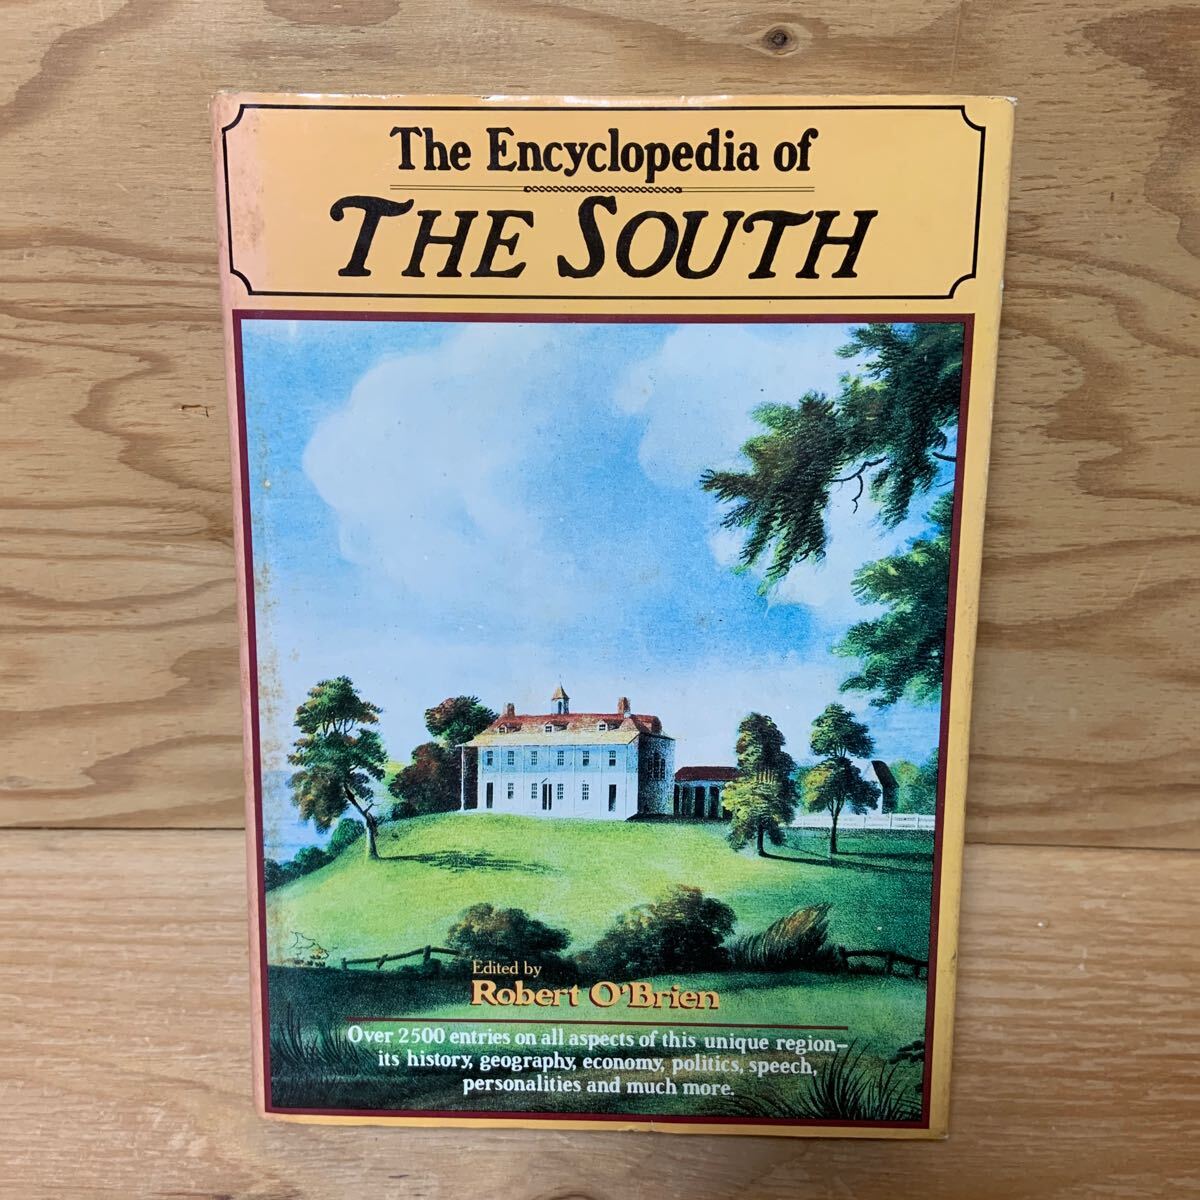 The Encyclopedia of
THE SOUTH
Edited by
Robert O'Brien
Over 2500 entries on all aspects of this unique region—
its history, geography, economy, politics, speech,
personalities and much more.